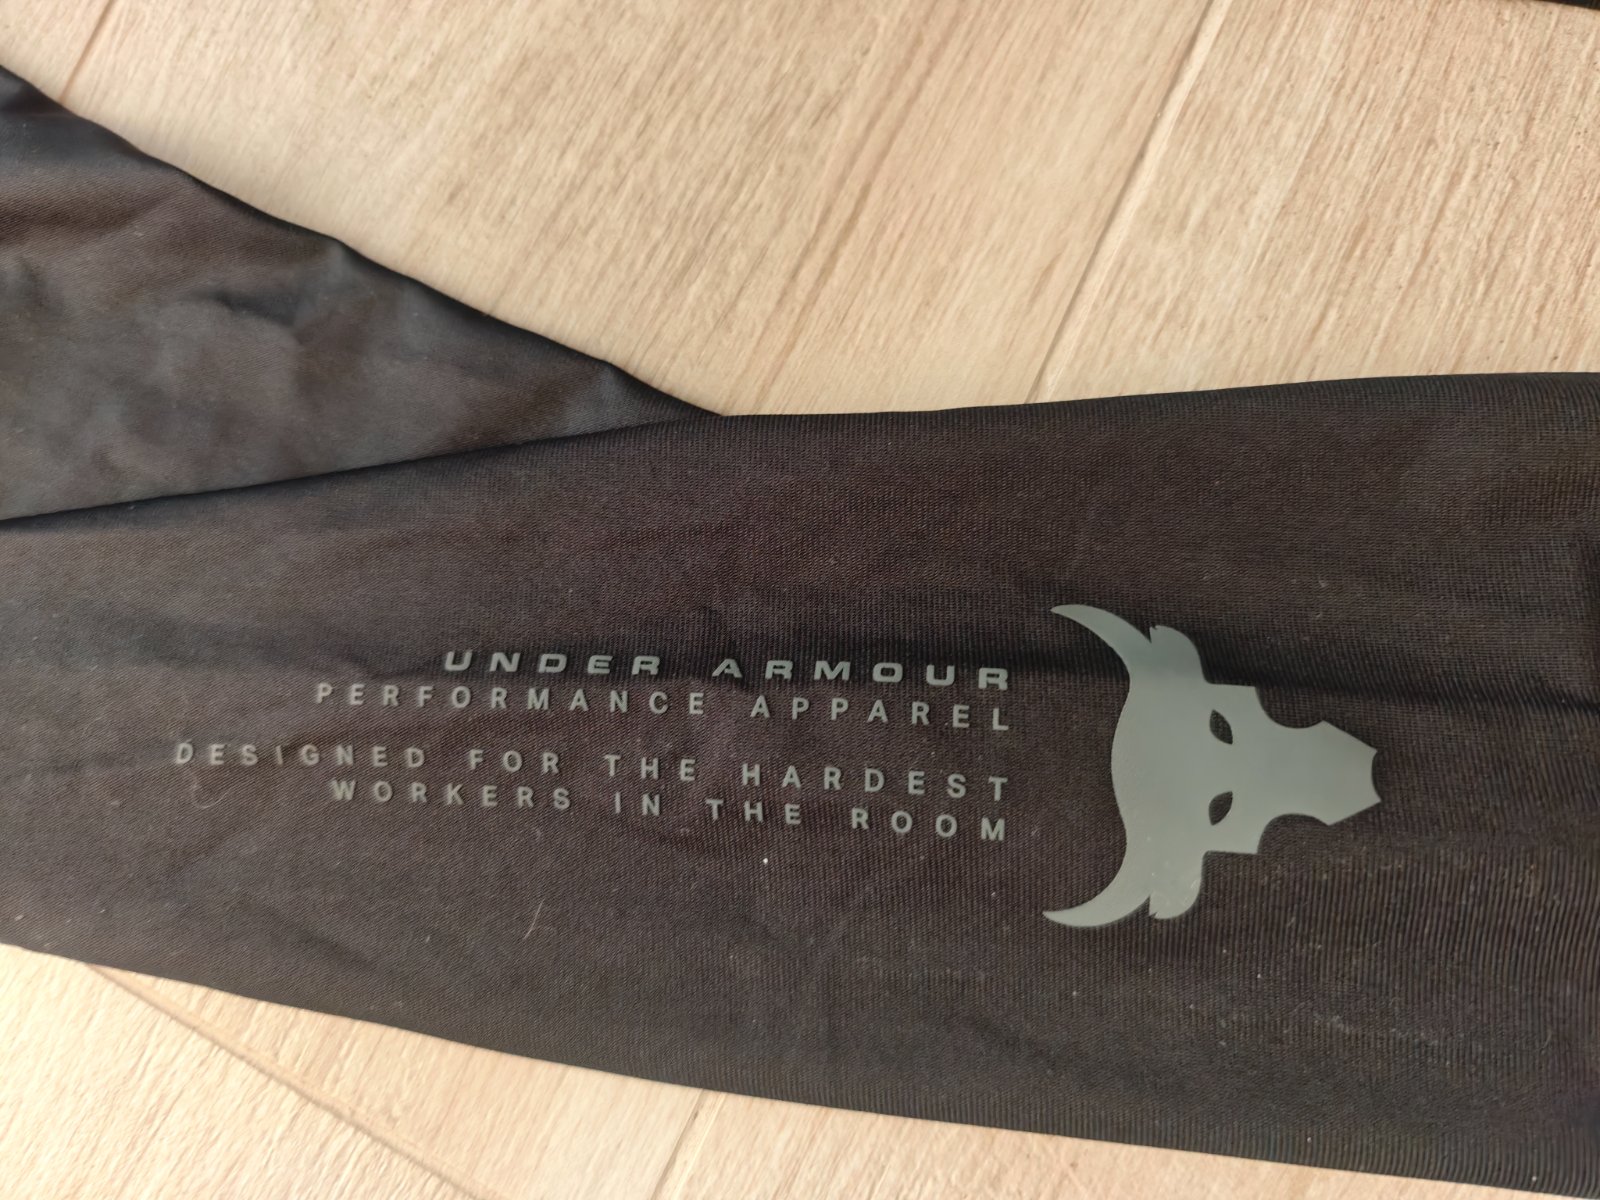 UNDER ARMOUR
PERFORMANCE APPAREL
DESIGNED FOR THE HARDEST
WORKERS IN THE ROOM